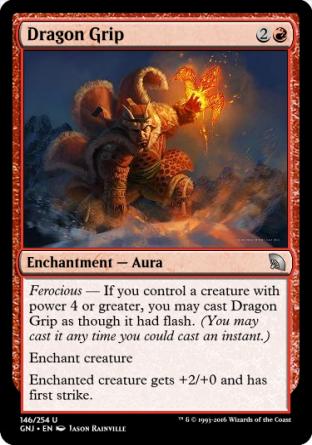 Dragon Grip 2
Enchantment — Aura
Ferocious — If you control a creature with
power 4 or greater, you may cast Dragon
Grip as though it had flash. (You may
cast it any time you could cast an instant.)
Enchant creature
Enchanted creature gets +2/+0 and has
first strike.
146/254 U
GNJ • EN Jason Rainville
™ & © 1993-2016 Wizards of the Coast